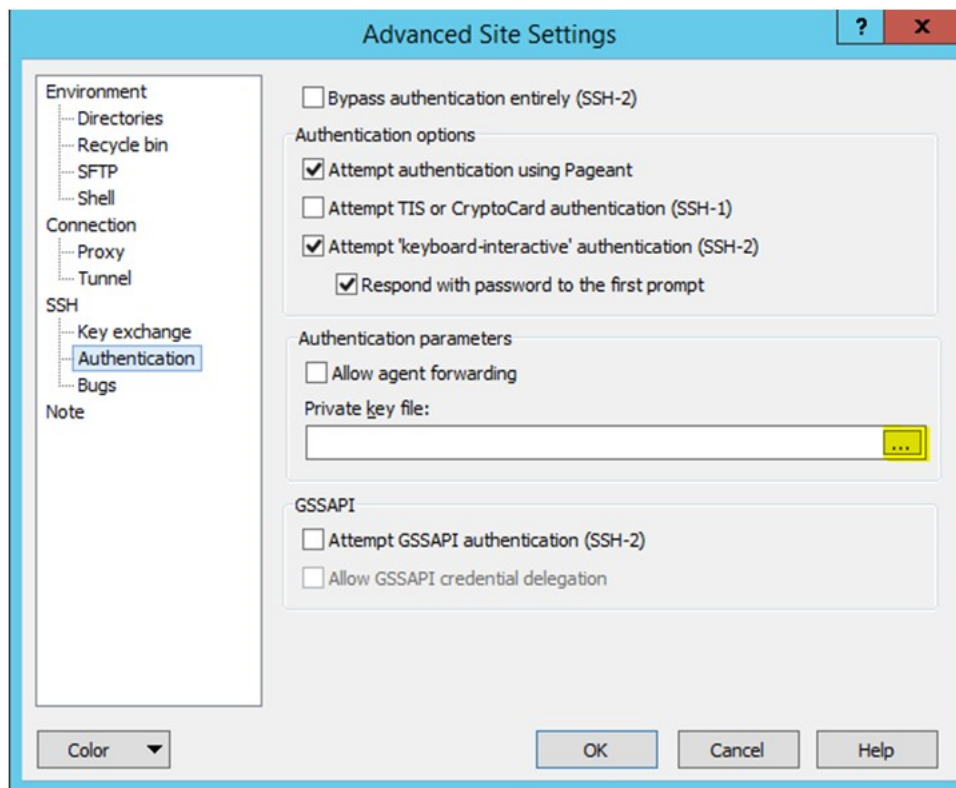 Advanced Site Settings
?
x
Environment
Directories
Recycle bin
SFTP
Shell
Connection
Proxy
Tunnel
SSH
Key exchange
Authentication
Bugs
Note
Bypass authentication entirely (SSH-2)
Authentication options
Attempt authentication using Pageant
Attempt TIS or CryptoCard authentication (SSH-1)
Attempt 'keyboard-interactive' authentication (SSH-2)
Respond with password to the first prompt
Authentication parameters
Allow agent forwarding
Private key file:
...
GSSAPI
Attempt GSSAPI authentication (SSH-2)
Allow GSSAPI credential delegation
Color
OK
Cancel
Help